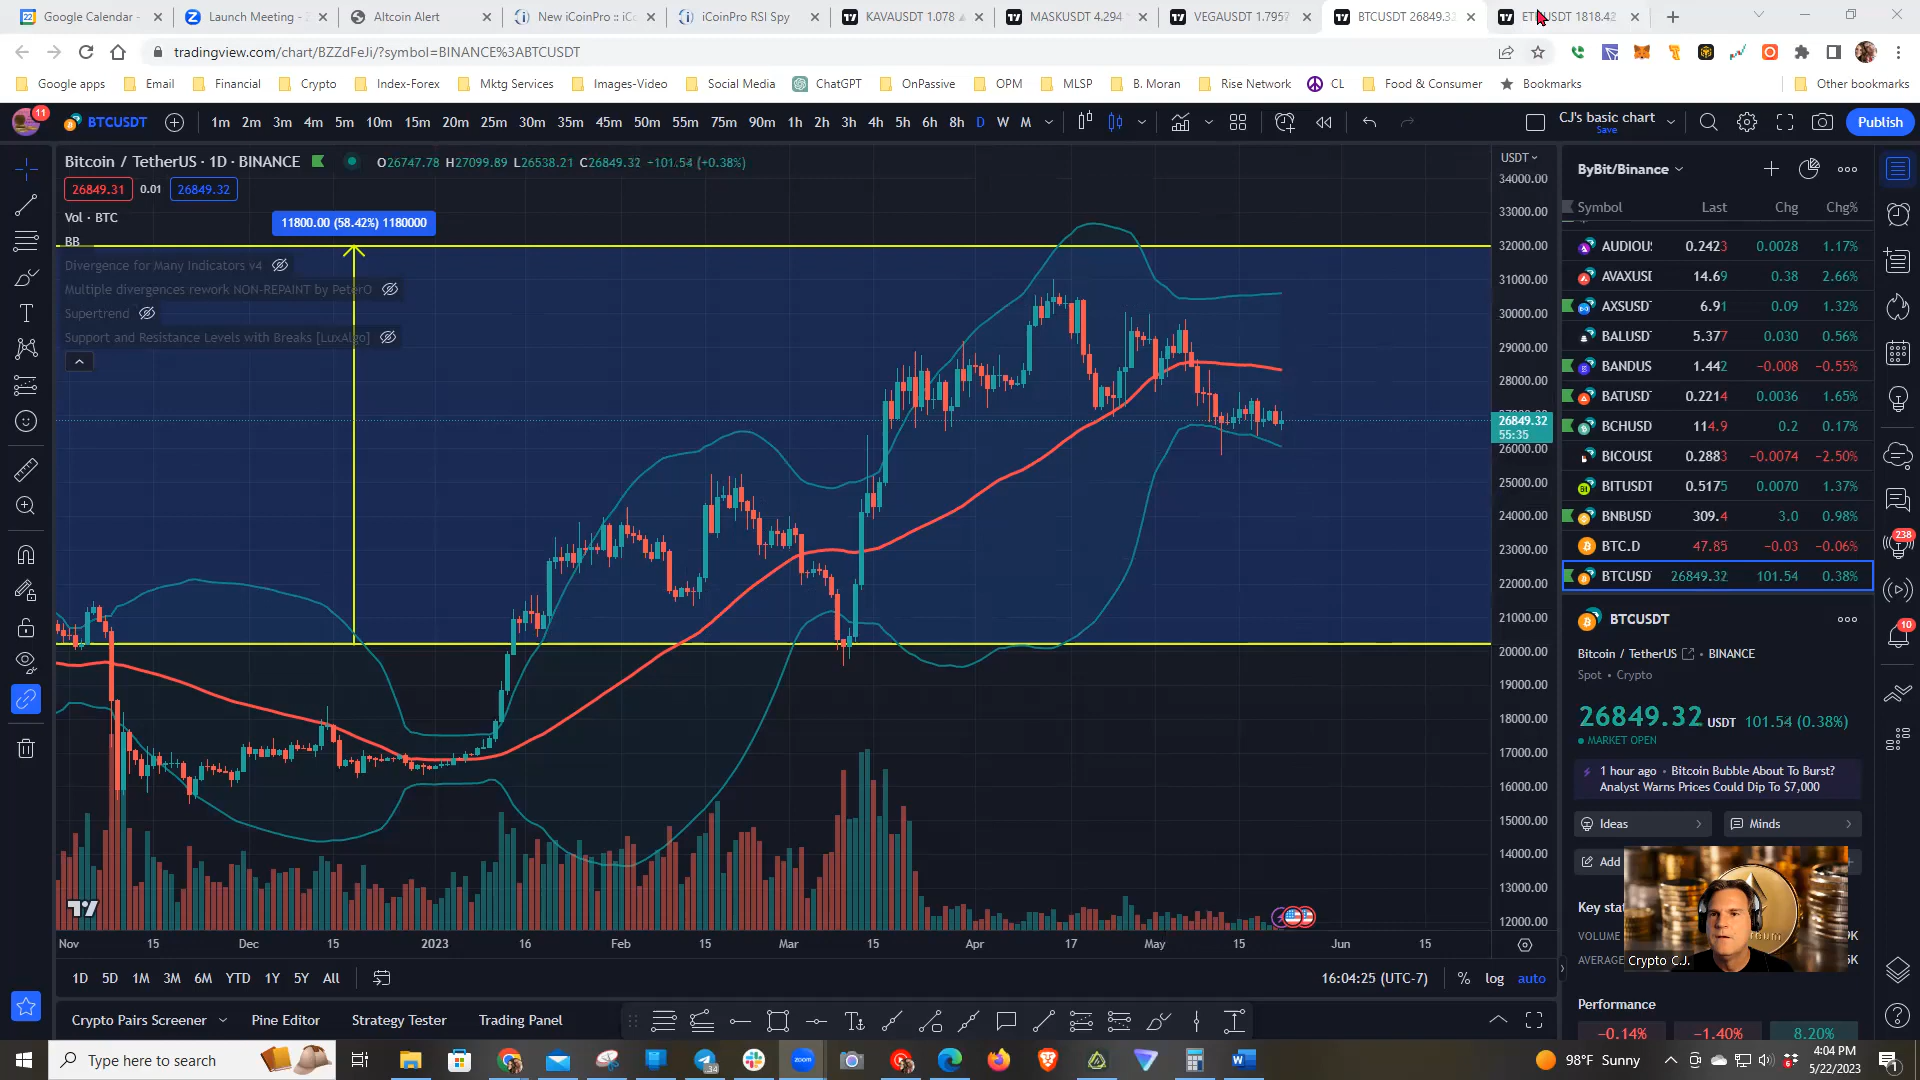 Google Calendar -
Launch Meeting - Z
Altcoin Alert
New iCoinPro :: iCo
iCoinPro RSI Spy
KAVAUSDT 1.078
MASKUSDT 4.294
VEGAUSDT 1.7957
BTCUSDT 26849.32
ETHUSDT 1818.42
tradingview.com/chart/BZZdFeJi/?symbol=BINANCE%3ABTCUSDT
Google apps
Email
Financial
Crypto
Index-Forex
Mktg Services
Images-Video
Social Media
ChatGPT
OnPassive
OPM
MLSP
B. Moran
Rise Network
CL
Food & Consumer
Bookmarks
Other bookmarks
11
BTCUSDT
1m 2m 3m 4m 5m 10m 15m 20m 25m 30m 35m 45m 50m 55m 75m 90m 1h 2h 3h 4h 5h 6h 8h D W M
CJ's basic chart
Save
Publish
Bitcoin / TetherUS · 1D · BINANCE
O26747.78 H27099.89 L26538.21 C26849.32 −101.54 (+0.38%)
26849.31 0.01 26849.32
Vol · BTC
BB
Divergence for Many Indicators v4
Multiple divergences rework NON-REPAINT by PeterO
Supertrend
Support and Resistance Levels with Breaks [LuxAlgo]
11800.00 (58.42%) 1180000
USDT
34000.00
33000.00
32000.00
31000.00
30000.00
29000.00
28000.00
26849.32
55:35
26000.00
25000.00
24000.00
23000.00
22000.00
21000.00
20000.00
19000.00
18000.00
17000.00
16000.00
15000.00
14000.00
13000.00
12000.00
Nov 15 Dec 15 2023 16 Feb 15 Mar 15 Apr 17 May 15 Jun 15
1D 5D 1M 3M 6M YTD 1Y 5Y All
16:04:25 (UTC-7)
% log auto
Crypto Pairs Screener
Pine Editor
Strategy Tester
Trading Panel
ByBit/Binance
Symbol Last Chg Chg%
AUDIOU 0.2423 0.0028 1.17%
AVAXUSD 14.69 0.38 2.66%
AXSUSD 6.91 0.09 1.32%
BALUSD 5.377 0.030 0.56%
BANDUS 1.442 −0.008 −0.55%
BATUSD 0.2214 0.0036 1.65%
BCHUSD 114.9 0.2 0.17%
BICOUSD 0.2883 −0.0074 −2.50%
BITUSDT 0.5175 0.0070 1.37%
BNBUSD 309.4 3.0 0.98%
BTC.D 47.85 −0.03 −0.06%
BTCUSD 26849.32 101.54 0.38%
BTCUSDT
Bitcoin / TetherUS · BINANCE
Spot · Crypto
26849.32 USDT 101.54 (0.38%)
MARKET OPEN
1 hour ago · Bitcoin Bubble About To Burst?
Analyst Warns Prices Could Dip To $7,000
Ideas
Minds
Add
Key sta
VOLUME
K
AVERAGE
5K
Crypto C.J.
Performance
−0.14% −1.40% 8.20%
238
10
Type here to search
34
zoom
98°F Sunny
4:04 PM
5/22/2023
1